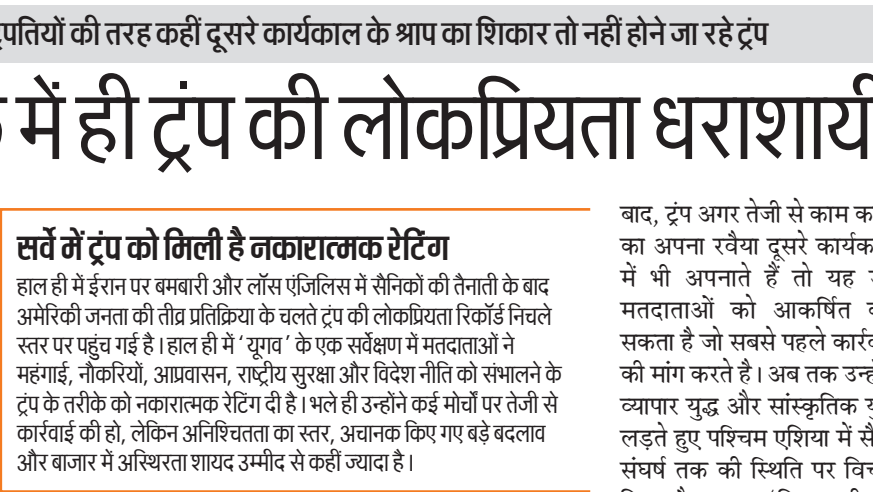 की तरह कहीं दूसरे कार्यकाल के श्राप का शिकार तो नहीं होने जा रहे ट्रंप
में ही ट्रंप की लोकप्रियता
सर्वे में ट्रंप को मिली है नकारात्मक रेटिंग
हाल ही में ईरान पर बमबारी और लॉस एंजिलिस में सैनिकों की तैनाती के बाद
अमेरिकी जनता की तीव्र प्रतिक्रिया के चलते ट्रंप की लोकप्रियता रिकॉर्ड निचले
स्तर पर पहुंच गई है । हाल ही में ‘ यूगव ’ के एक सर्वेक्षण में मतदाताओं ने
महंगाई, नौकरियों, आप्रवासन, राष्ट्रीय सुरक्षा और विदेश नीति को संभालने के
ट्रंप के तरीके को नकारात्मक रेटिंग दी है । भले ही उन्होंने कई मोर्चों पर तेजी से
कार्रवाई की हो, लेकिन अनिश्चितता का स्तर, अचानक किए गए बड़े बदलाव
और बाजार में अस्थिरता शायद उम्मीद से कहीं ज्यादा है ।
बाद, ट्रंप अगर तेजी से काम
का अपना रवैया दूसरे
में भी अपनाते हैं तो यह
मतदाताओं को आकर्षित
सकता है जो सबसे पहले
की मांग करते है। अब तक
व्यापार युद्ध और सांस्कृतिक
लड़ते हुए पश्चिम एशिया में
संघर्ष तक की स्थिति पर